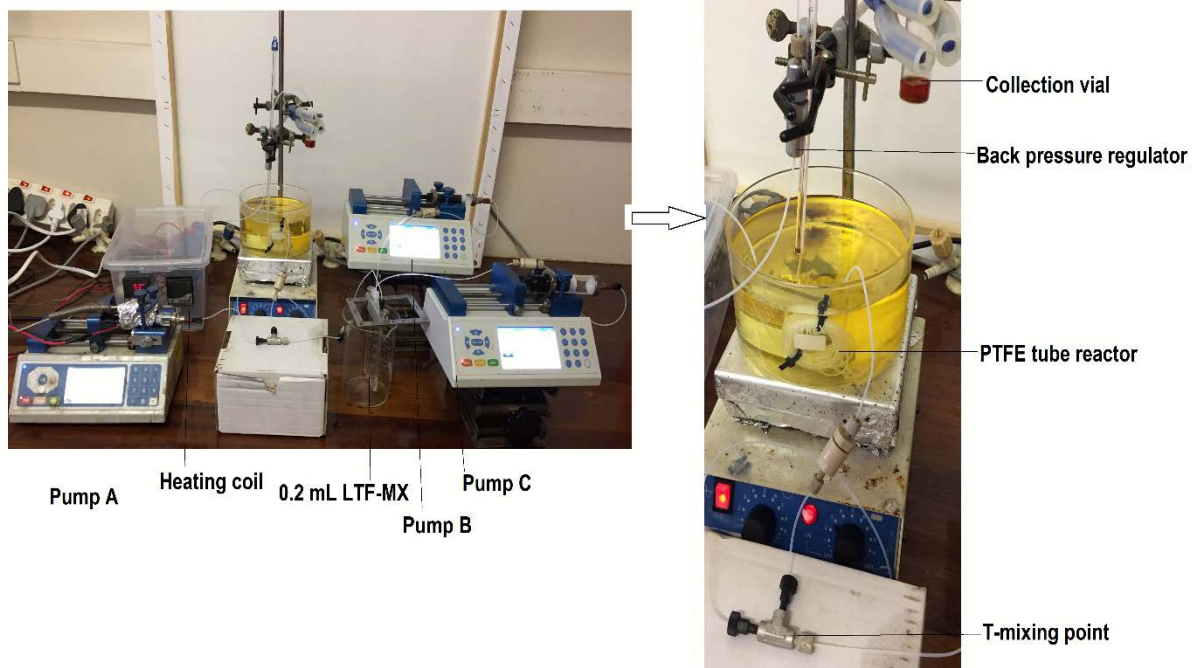 Pump A
Heating coil
0.2 mL LTF-MX
Pump B
Pump C
Collection vial
Back pressure regulator
PTFE tube reactor
T-mixing point